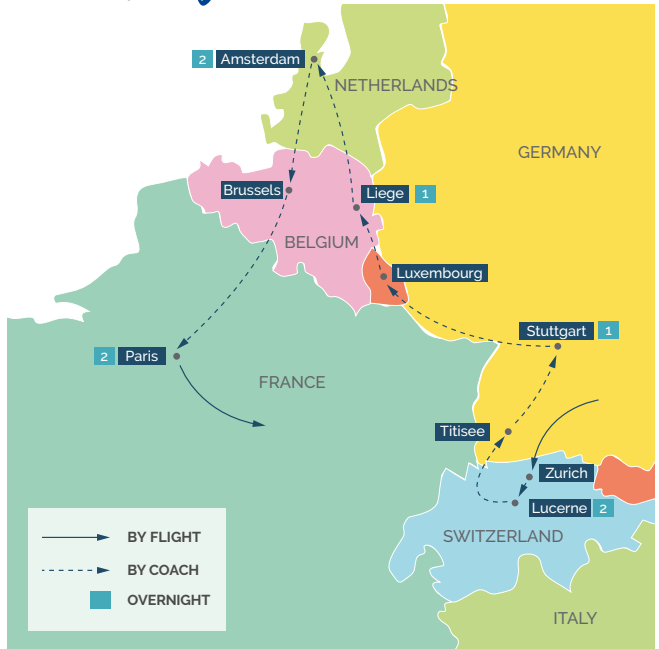 2 Amsterdam
NETHERLANDS
GERMANY
Brussels
Liege 1
BELGIUM
Luxembourg
Stuttgart 1
2 Paris
FRANCE
Titisee
Zurich
Lucerne 2
SWITZERLAND
BY FLIGHT
BY COACH
OVERNIGHT
ITALY